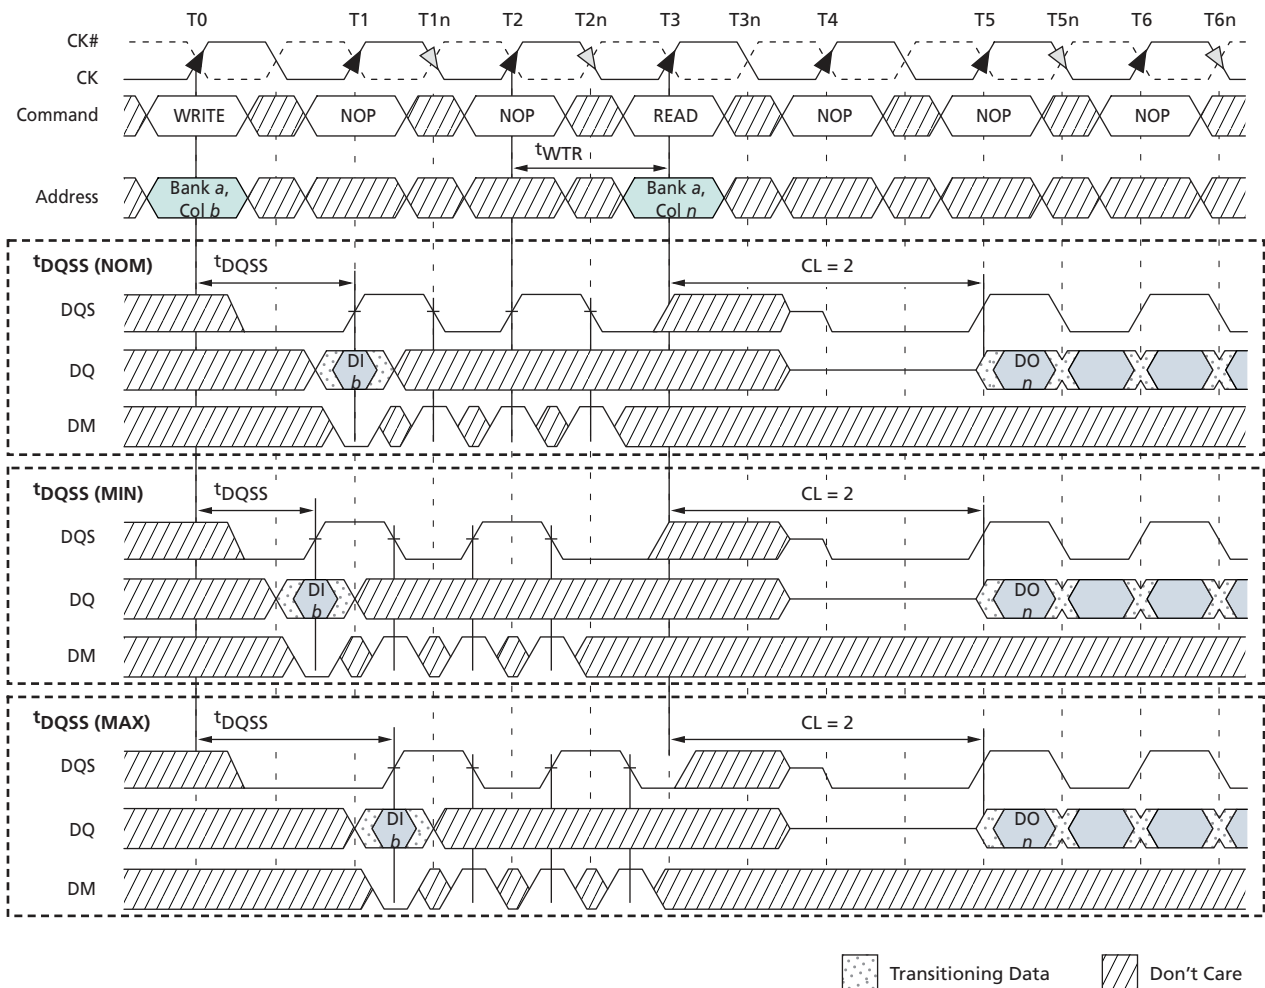 T0 T1 T1n T2 T2n T3 T3n T4 T5 T5n T6 T6n
CK#
CK
Command WRITE NOP NOP READ NOP NOP NOP
tWTR
Address Bank a, Col b Bank a, Col n
tDQSS (NOM) tDQSS CL = 2
DQS
DQ DI b DO n
DM
tDQSS (MIN) tDQSS CL = 2
DQS
DQ DI b DO n
DM
tDQSS (MAX) tDQSS CL = 2
DQS
DQ DI b DO n
DM
Transitioning Data Don't Care